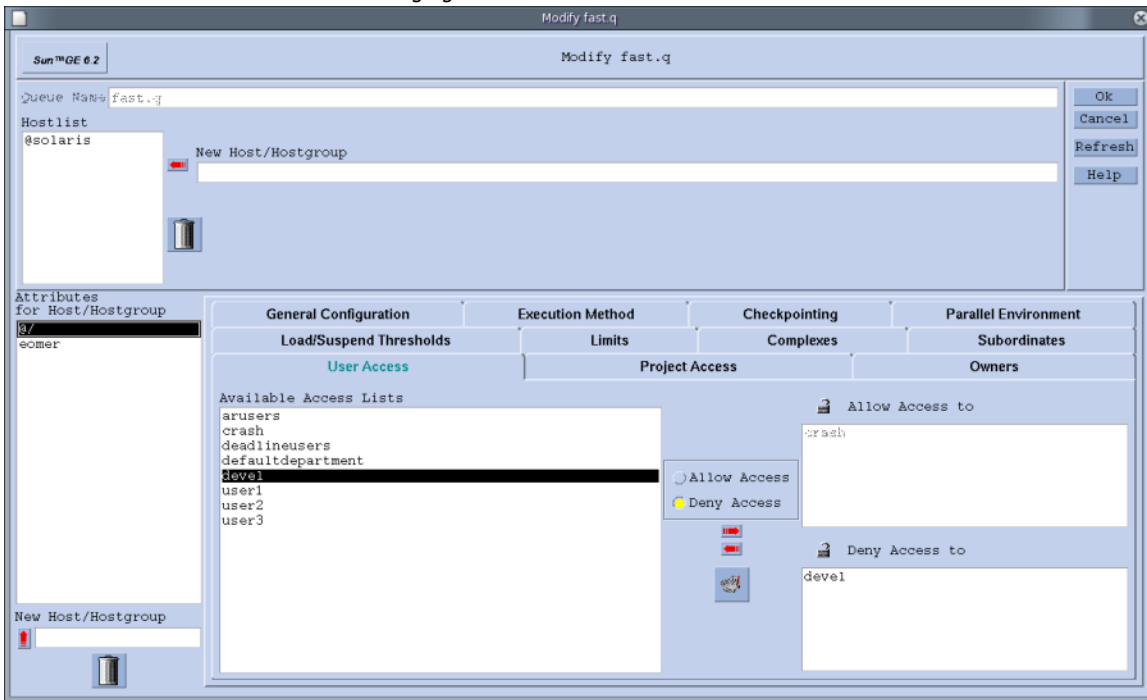 Modify fast.q
Sun™GE 6.2
Modify fast.q
Queue Name fast.q
Hostlist
@solaris
New Host/Hostgroup
Ok
Cancel
Refresh
Help
Attributes
for Host/Hostgroup
@/
eomer
New Host/Hostgroup
General Configuration
Execution Method
Checkpointing
Parallel Environment
Load/Suspend Thresholds
Limits
Complexes
Subordinates
User Access
Project Access
Owners
Available Access Lists
arusers
crash
deadlineusers
defaultdepartment
devel
user1
user2
user3
Allow Access
Deny Access
Allow Access to
crash
Deny Access to
devel